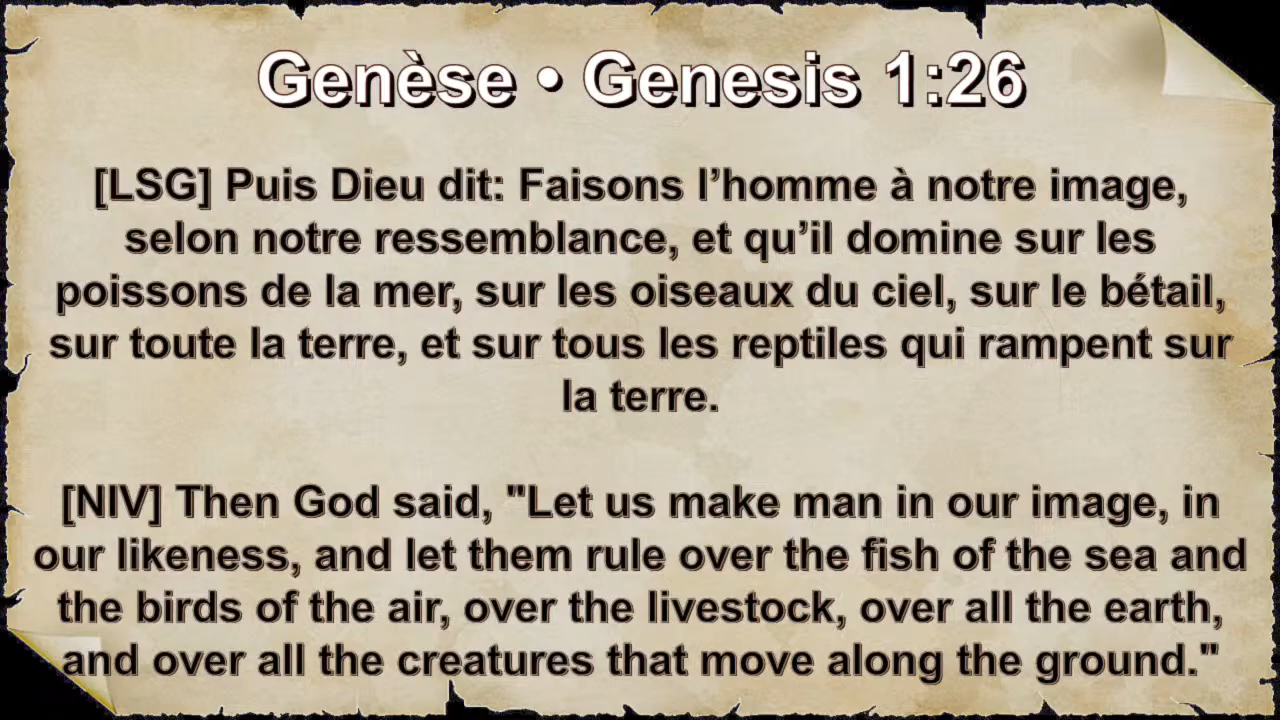 Genèse • Genesis 1:26
[LSG] Puis Dieu dit: Faisons l’homme à notre image,
selon notre ressemblance, et qu’il domine sur les
poissons de la mer, sur les oiseaux du ciel, sur le bétail,
sur toute la terre, et sur tous les reptiles qui rampent sur
la terre.
[NIV] Then God said, "Let us make man in our image, in
our likeness, and let them rule over the fish of the sea and
the birds of the air, over the livestock, over all the earth,
and over all the creatures that move along the ground."